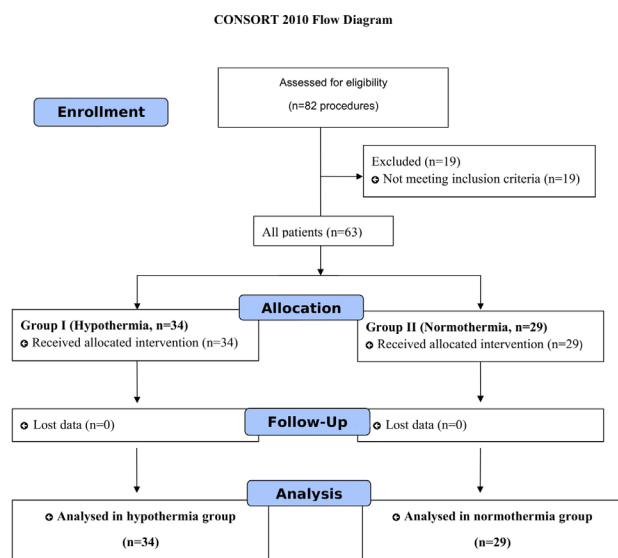 CONSORT 2010 Flow Diagram
Assessed for eligibility
(n=82 procedures)
Enrollment
Excluded (n=19)
Not meeting inclusion criteria (n=19)
All patients (n=63)
Allocation
Group I (Hypothermia, n=34)
Received allocated intervention (n=34)
Group II (Normothermia, n=29)
Received allocated intervention (n=29)
Follow-Up
Lost data (n=0)
Lost data (n=0)
Analysis
Analysed in hypothermia group
(n=34)
Analysed in normothermia group
(n=29)